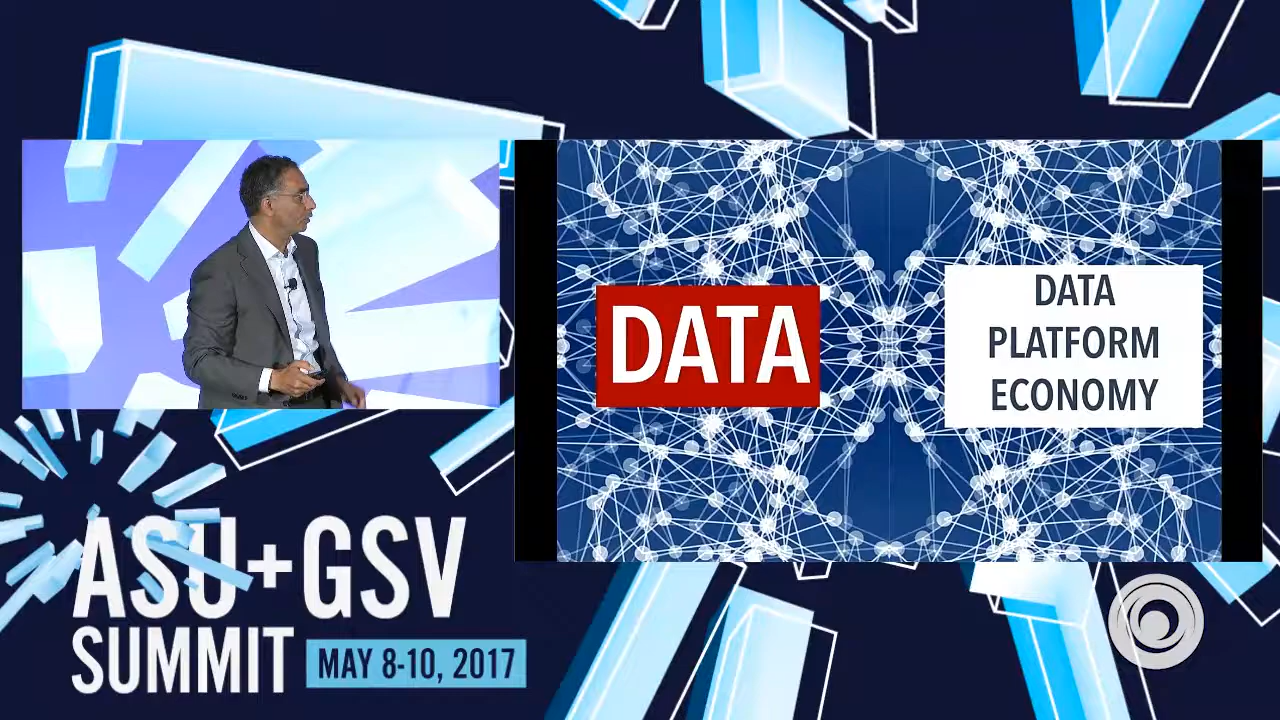 DATA
DATA
PLATFORM
ECONOMY
ASU+GSV
SUMMIT
MAY 8-10, 2017